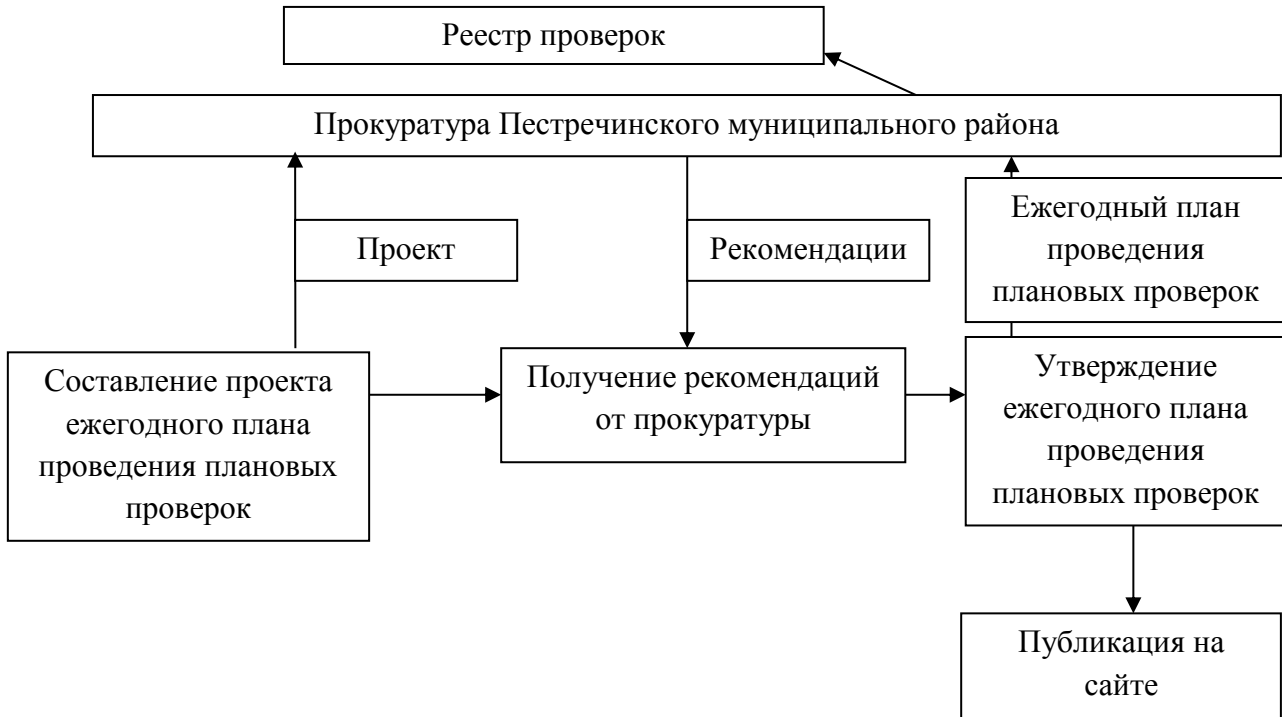 Реестр проверок
Прокуратура Пестречинского муниципального района
Проект
Рекомендации
Ежегодный план
проведения
плановых проверок
Составление проекта
ежегодного плана
проведения плановых
проверок
Получение рекомендаций
от прокуратуры
Утверждение
ежегодного плана
проведения
плановых проверок
Публикация на
сайте